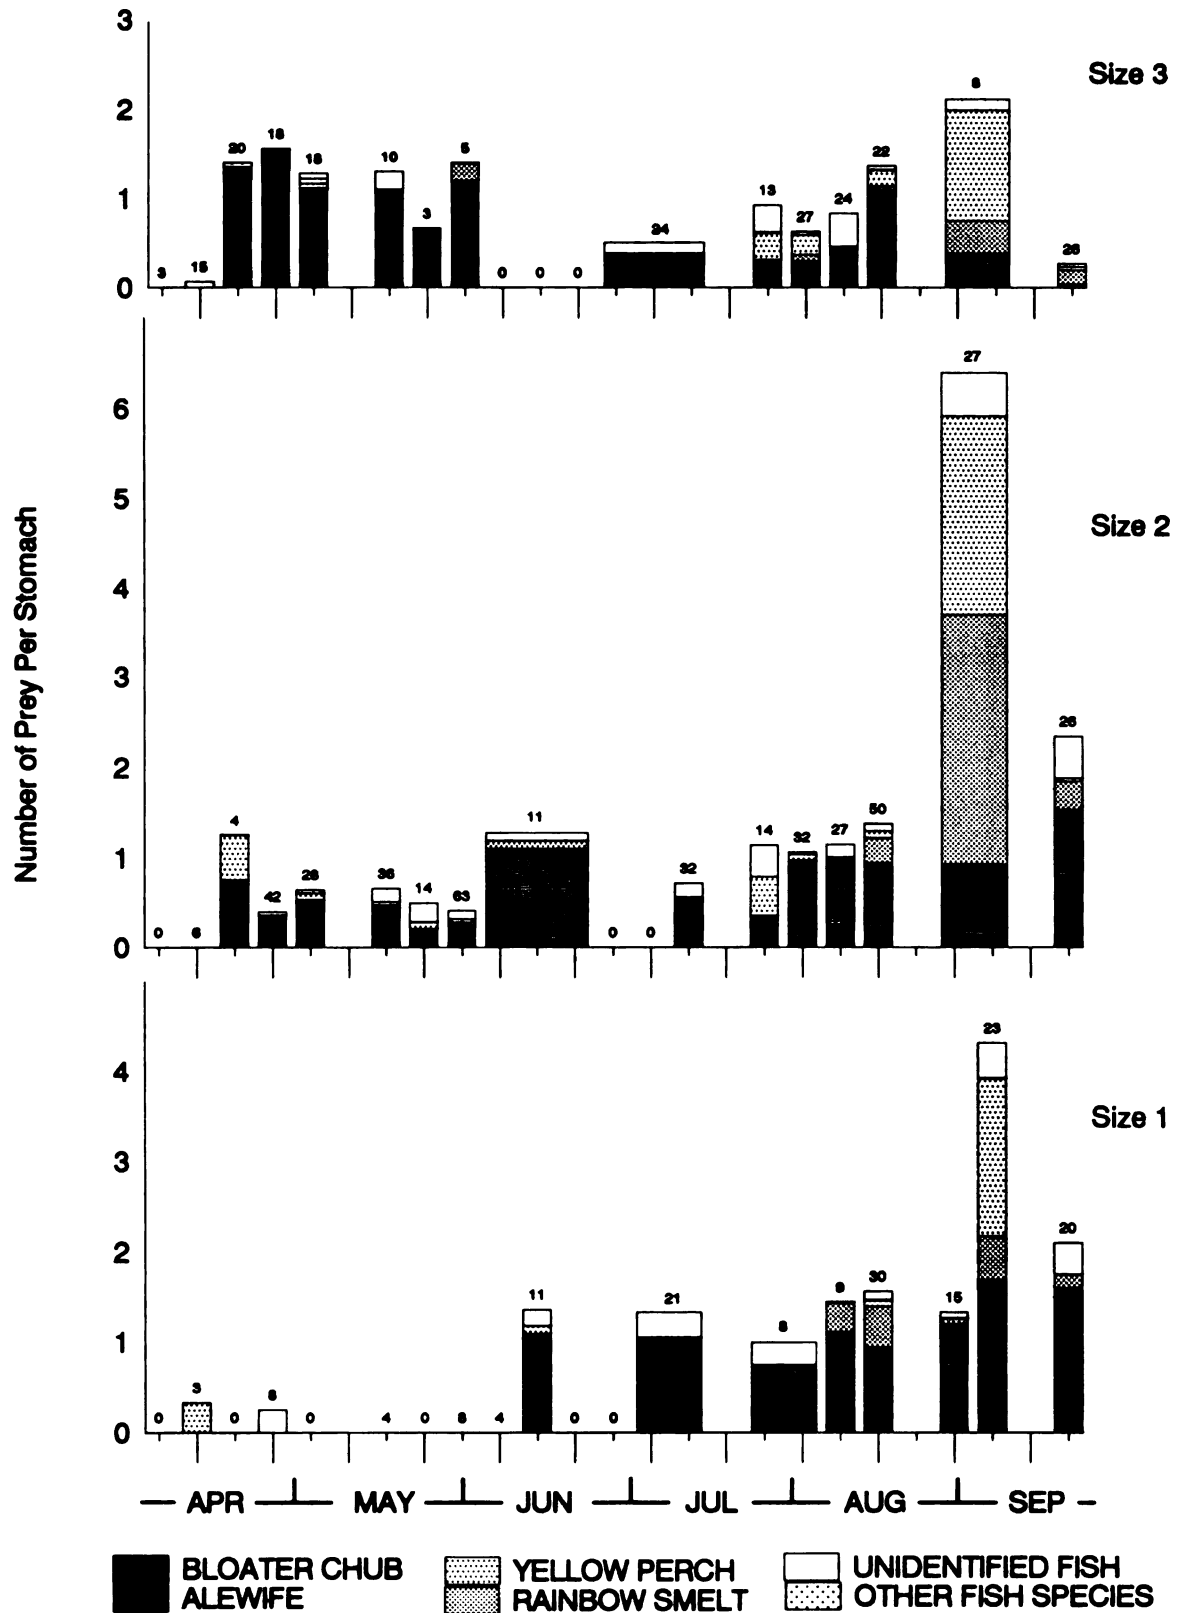 3
Size 3
8
2
20 18 18 10 3 5 13 27 24 22
1
3 15 0 0 0 24 26
0
27
6
5
Size 2
4
3
Number of Prey Per Stomach
26
2
4 11 14 32 27 50
1
42 26 36 14 63 32
0 6 0 0
0
23
4
Size 1
3
20
2
11 21 8 9 30 15
1
3 8
0 0 0 4 0 8 4 0 0
0
APR MAY JUN JUL AUG SEP
BLOATER CHUB YELLOW PERCH UNIDENTIFIED FISH
ALEWIFE RAINBOW SMELT OTHER FISH SPECIES